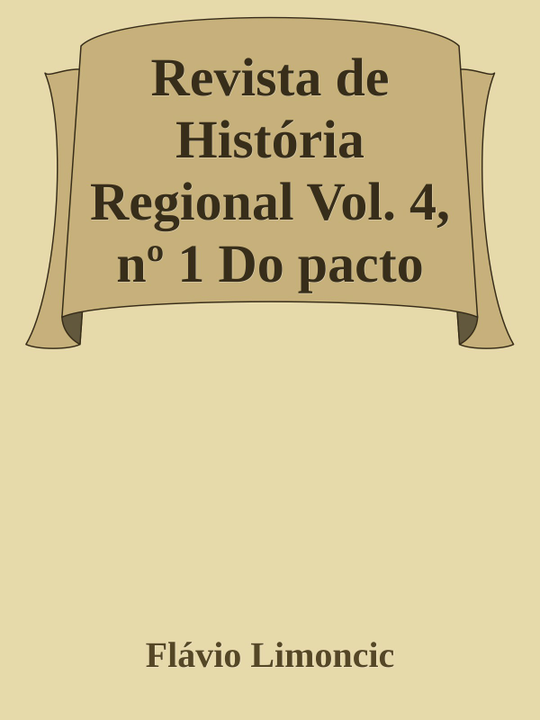 Revista de
História
Regional Vol. 4,
nº 1 Do pacto
Flávio Limoncic